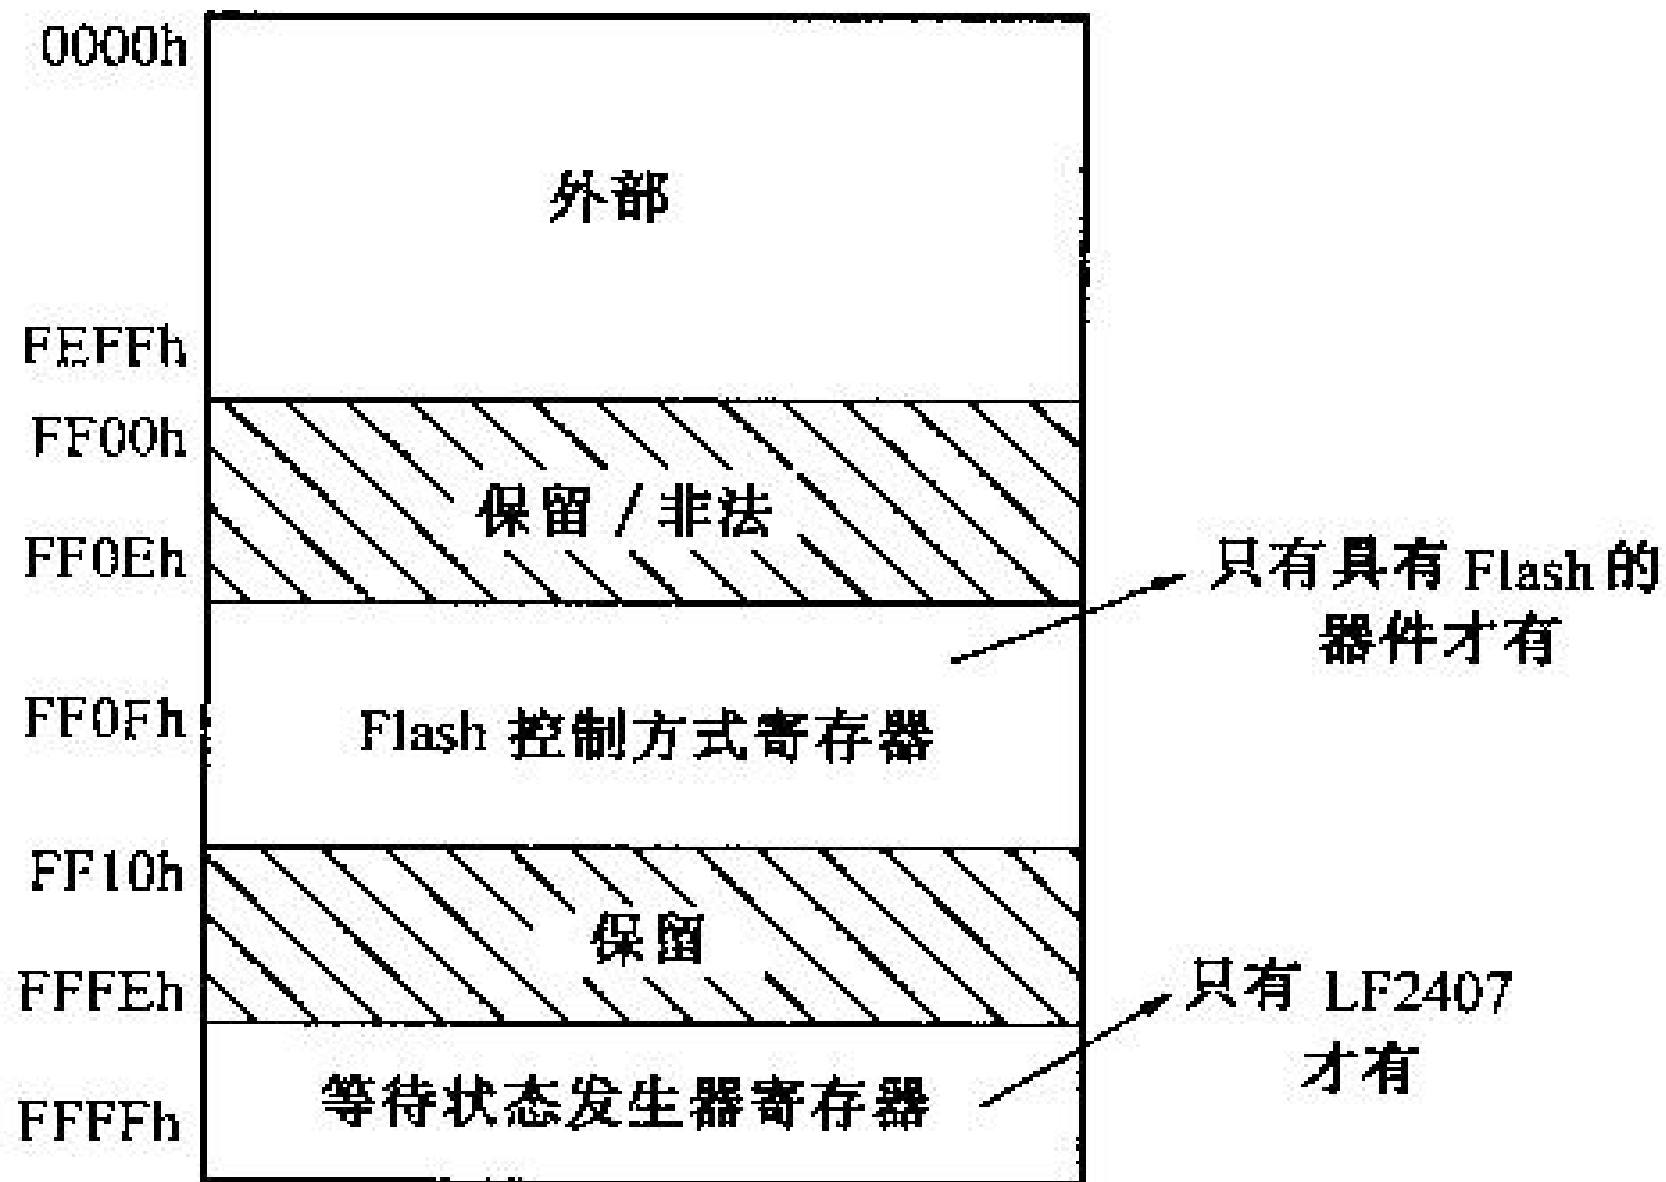 0000h
外部
FEFFh
FF00h
保留/非法
FF0Eh
只有具有 Flash 的
器件才有
FF0Fh
Flash 控制方式寄存器
FF10h
保留
FFFEh
只有 LF2407
才有
等待状态发生器寄存器
FFFFh